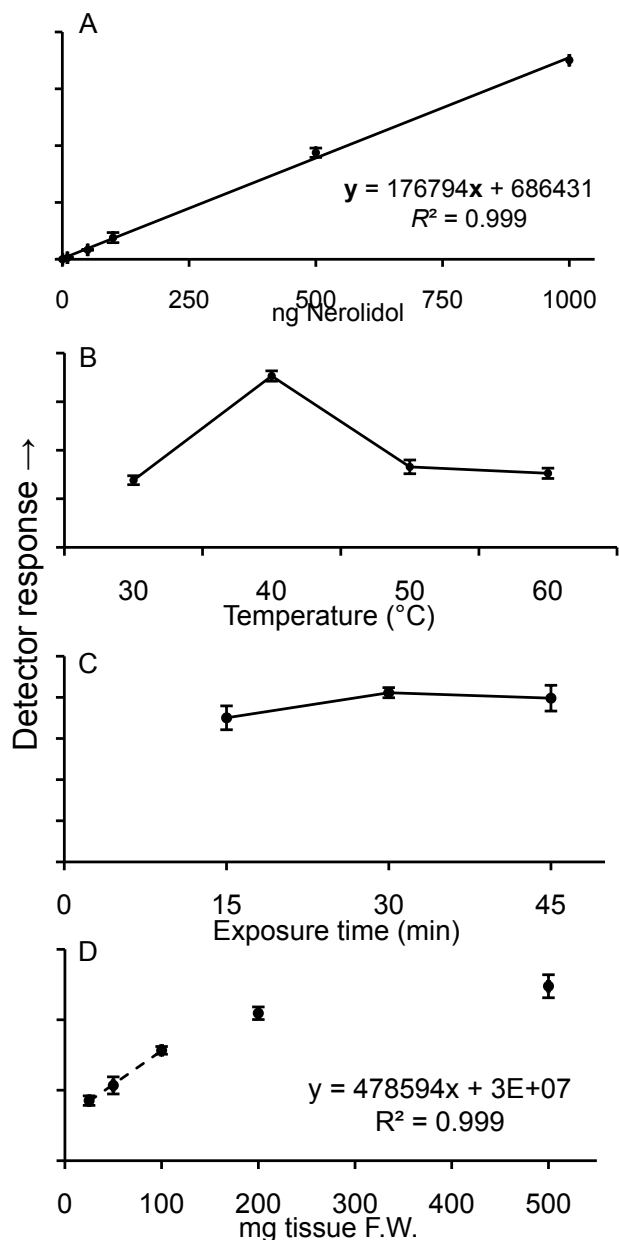 A
y = 176794x + 686431
R² = 0.999
0 250 500 750 1000
ng Nerolidol
B
30 40 50 60
Temperature (°C)
Detector response →
C
0 15 30 45
Exposure time (min)
D
y = 478594x + 3E+07
R² = 0.999
0 100 200 300 400 500
mg tissue F.W.